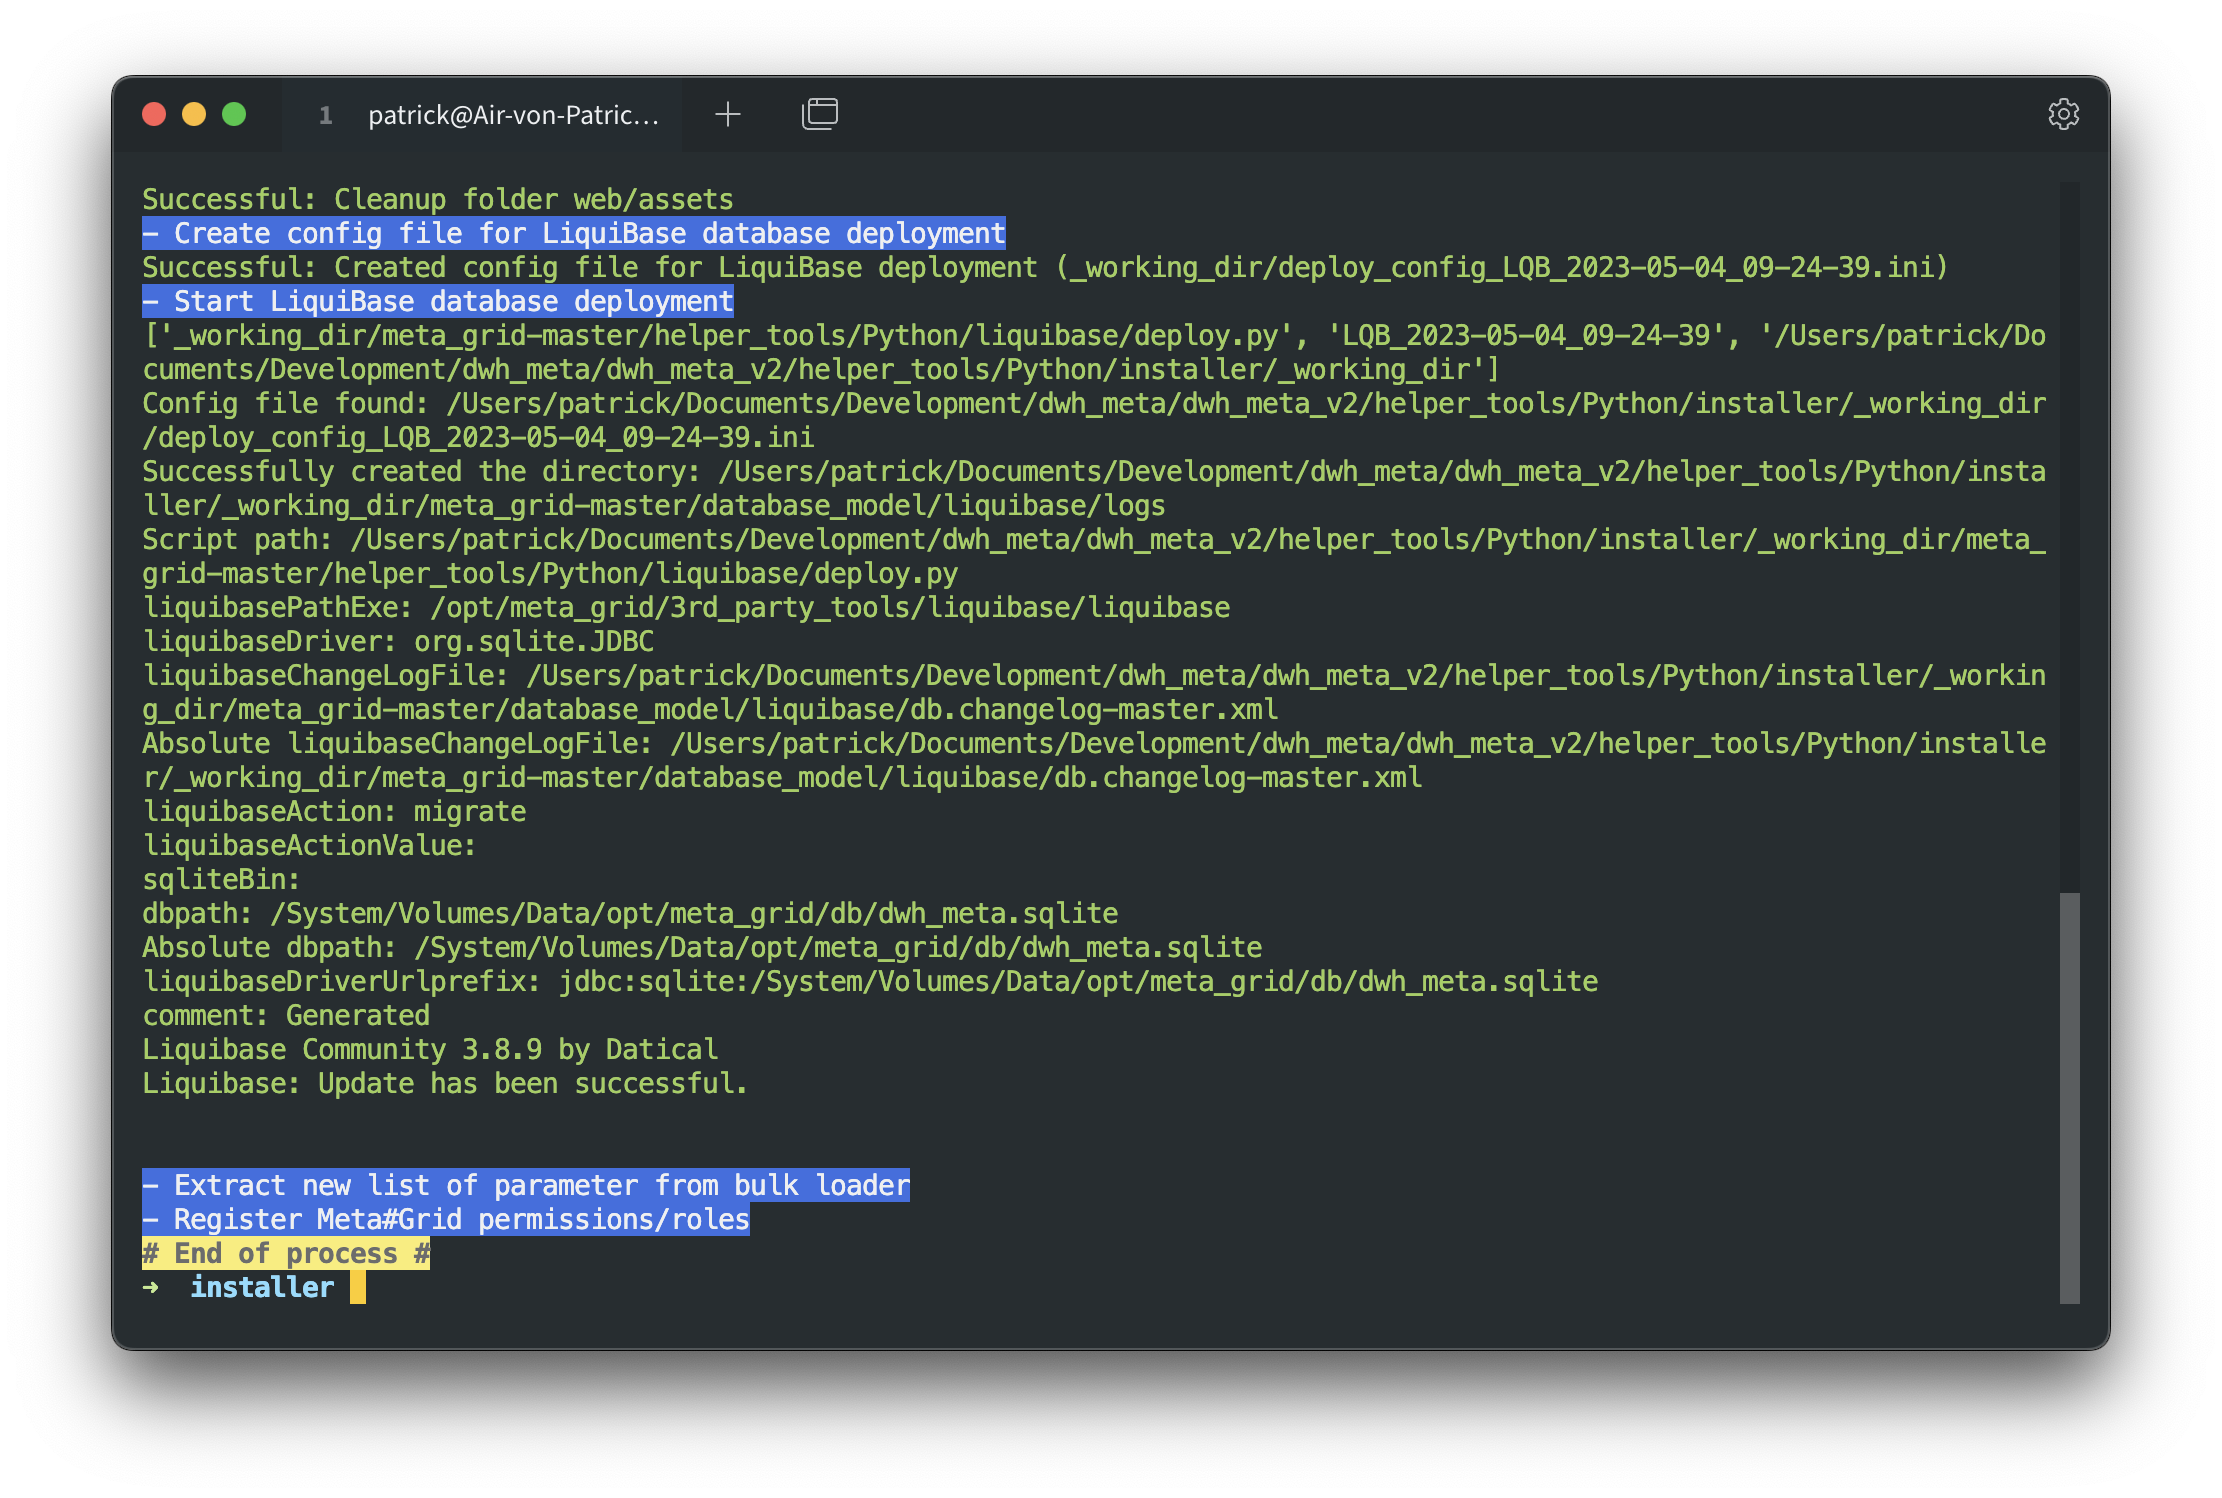 1 patrick@Air-von-Patric...
Successful: Cleanup folder web/assets
- Create config file for LiquiBase database deployment
Successful: Created config file for LiquiBase deployment (_working_dir/deploy_config_LQB_2023-05-04_09-24-39.ini)
- Start LiquiBase database deployment
['_working_dir/meta_grid-master/helper_tools/Python/liquibase/deploy.py', 'LQB_2023-05-04_09-24-39', '/Users/patrick/Do
cuments/Development/dwh_meta/dwh_meta_v2/helper_tools/Python/installer/_working_dir']
Config file found: /Users/patrick/Documents/Development/dwh_meta/dwh_meta_v2/helper_tools/Python/installer/_working_dir
/deploy_config_LQB_2023-05-04_09-24-39.ini
Successfully created the directory: /Users/patrick/Documents/Development/dwh_meta/dwh_meta_v2/helper_tools/Python/insta
ller/_working_dir/meta_grid-master/database_model/liquibase/logs
Script path: /Users/patrick/Documents/Development/dwh_meta/dwh_meta_v2/helper_tools/Python/installer/_working_dir/meta_
grid-master/helper_tools/Python/liquibase/deploy.py
liquibasePathExe: /opt/meta_grid/3rd_party_tools/liquibase/liquibase
liquibaseDriver: org.sqlite.JDBC
liquibaseChangeLogFile: /Users/patrick/Documents/Development/dwh_meta/dwh_meta_v2/helper_tools/Python/installer/_workin
g_dir/meta_grid-master/database_model/liquibase/db.changelog-master.xml
Absolute liquibaseChangeLogFile: /Users/patrick/Documents/Development/dwh_meta/dwh_meta_v2/helper_tools/Python/installe
r/_working_dir/meta_grid-master/database_model/liquibase/db.changelog-master.xml
liquibaseAction: migrate
liquibaseActionValue:
sqliteBin:
dbpath: /System/Volumes/Data/opt/meta_grid/db/dwh_meta.sqlite
Absolute dbpath: /System/Volumes/Data/opt/meta_grid/db/dwh_meta.sqlite
liquibaseDriverUrlprefix: jdbc:sqlite:/System/Volumes/Data/opt/meta_grid/db/dwh_meta.sqlite
comment: Generated
Liquibase Community 3.8.9 by Datical
Liquibase: Update has been successful.
- Extract new list of parameter from bulk loader
- Register Meta#Grid permissions/roles
# End of process #
➜ installer